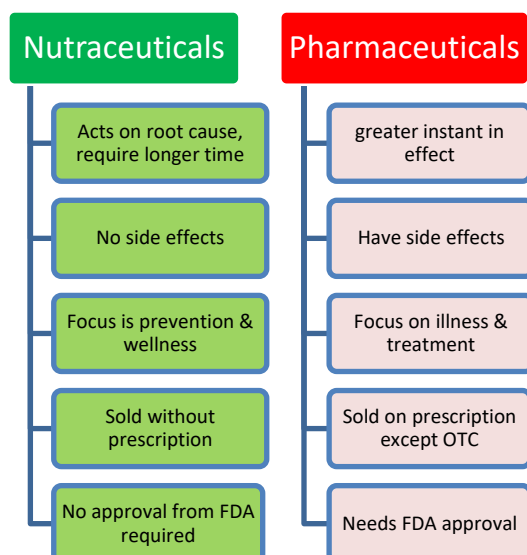 Nutraceuticals
Acts on root cause,
require longer time
No side effects
Focus is prevention &
wellness
Sold without
prescription
No approval from FDA
required
Pharmaceuticals
greater instant in
effect
Have side effects
Focus on illness &
treatment
Sold on prescription
except OTC
Needs FDA approval